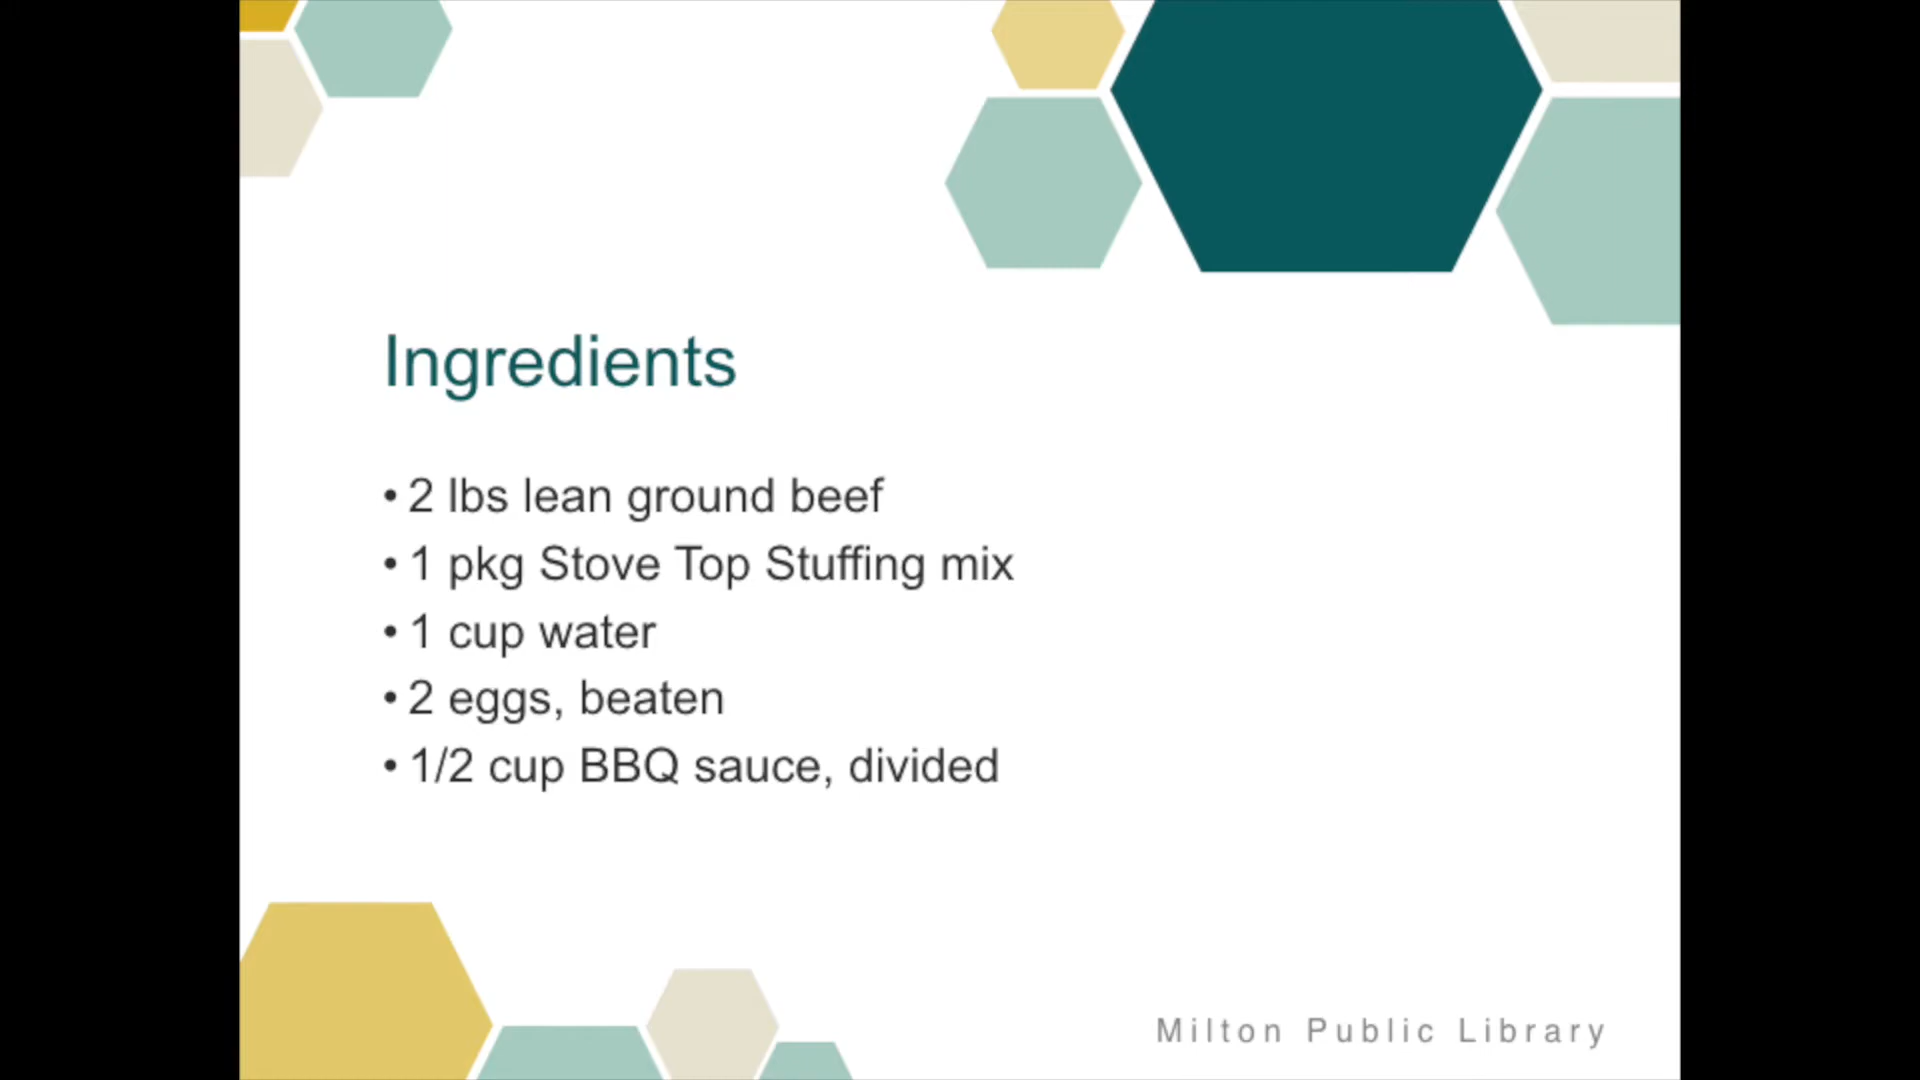 Ingredients
• 2 lbs lean ground beef
• 1 pkg Stove Top Stuffing mix
• 1 cup water
• 2 eggs, beaten
• 1/2 cup BBQ sauce, divided
Milton Public Library